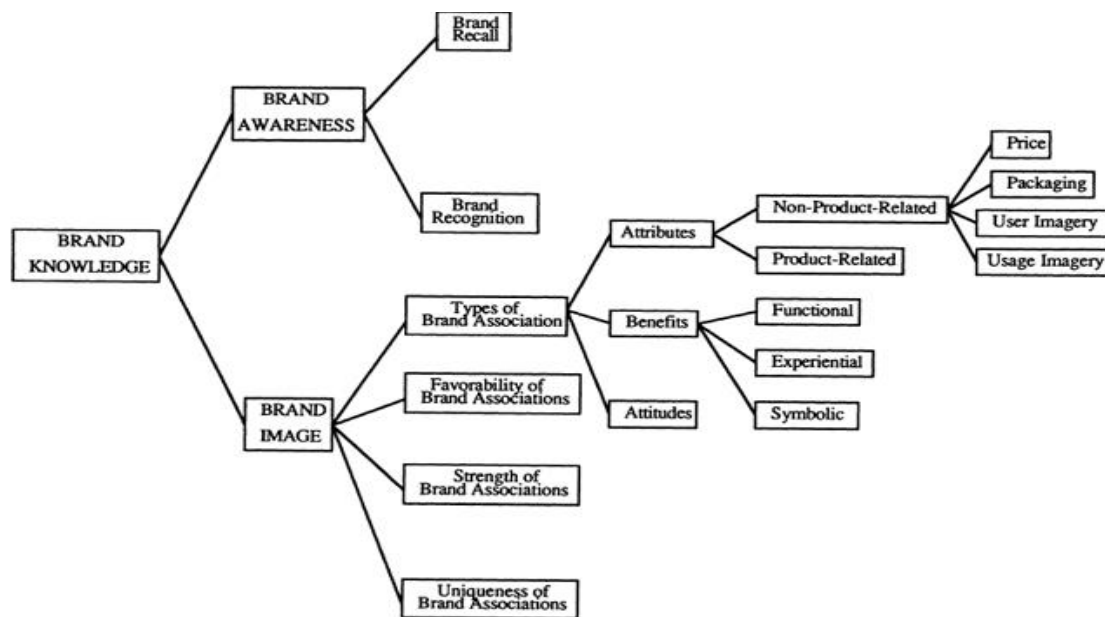 Brand
Recall
BRAND
AWARENESS
Brand
Recognition
BRAND
KNOWLEDGE
BRAND
IMAGE
Types of
Brand Association
Favorability of
Brand Associations
Strength of
Brand Associations
Uniqueness of
Brand Associations
Attributes
Benefits
Attitudes
Non-Product-Related
Product-Related
Functional
Experiential
Symbolic
Price
Packaging
User Imagery
Usage Imagery